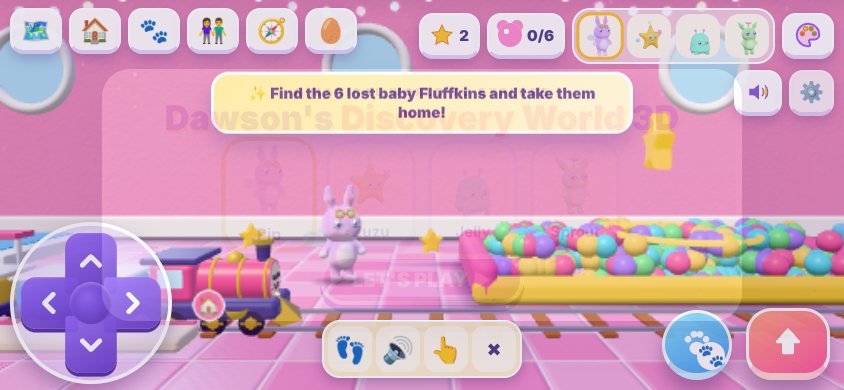 2
0/6
✨ Find the 6 lost baby Fluffkins and take them
home!
Dawson's Discovery World 3D
Pip
Zuzu
Jelly
Sprout
LET'S PLAY